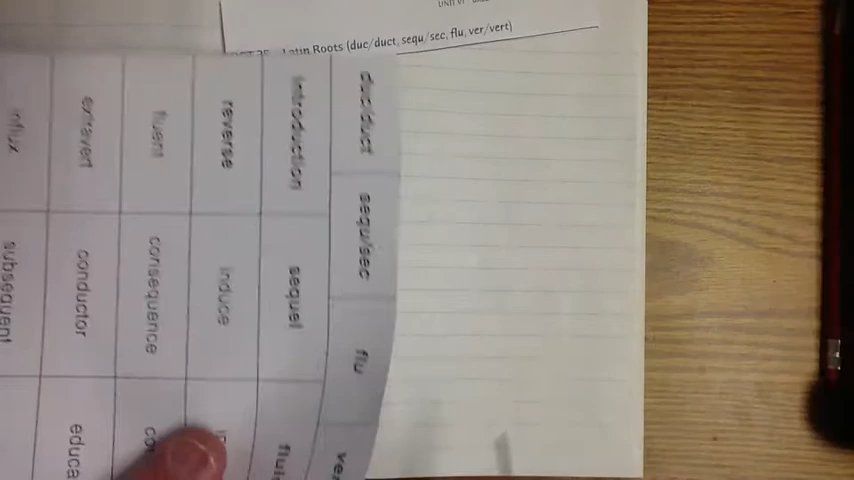 Latin Roots (duc/duct, sequ/sec, flu, ver/vert)
duc/duct sequ/sec flu
introduction sequel
reverse induce
fluent consequence
extravert conductor
influx subsequent